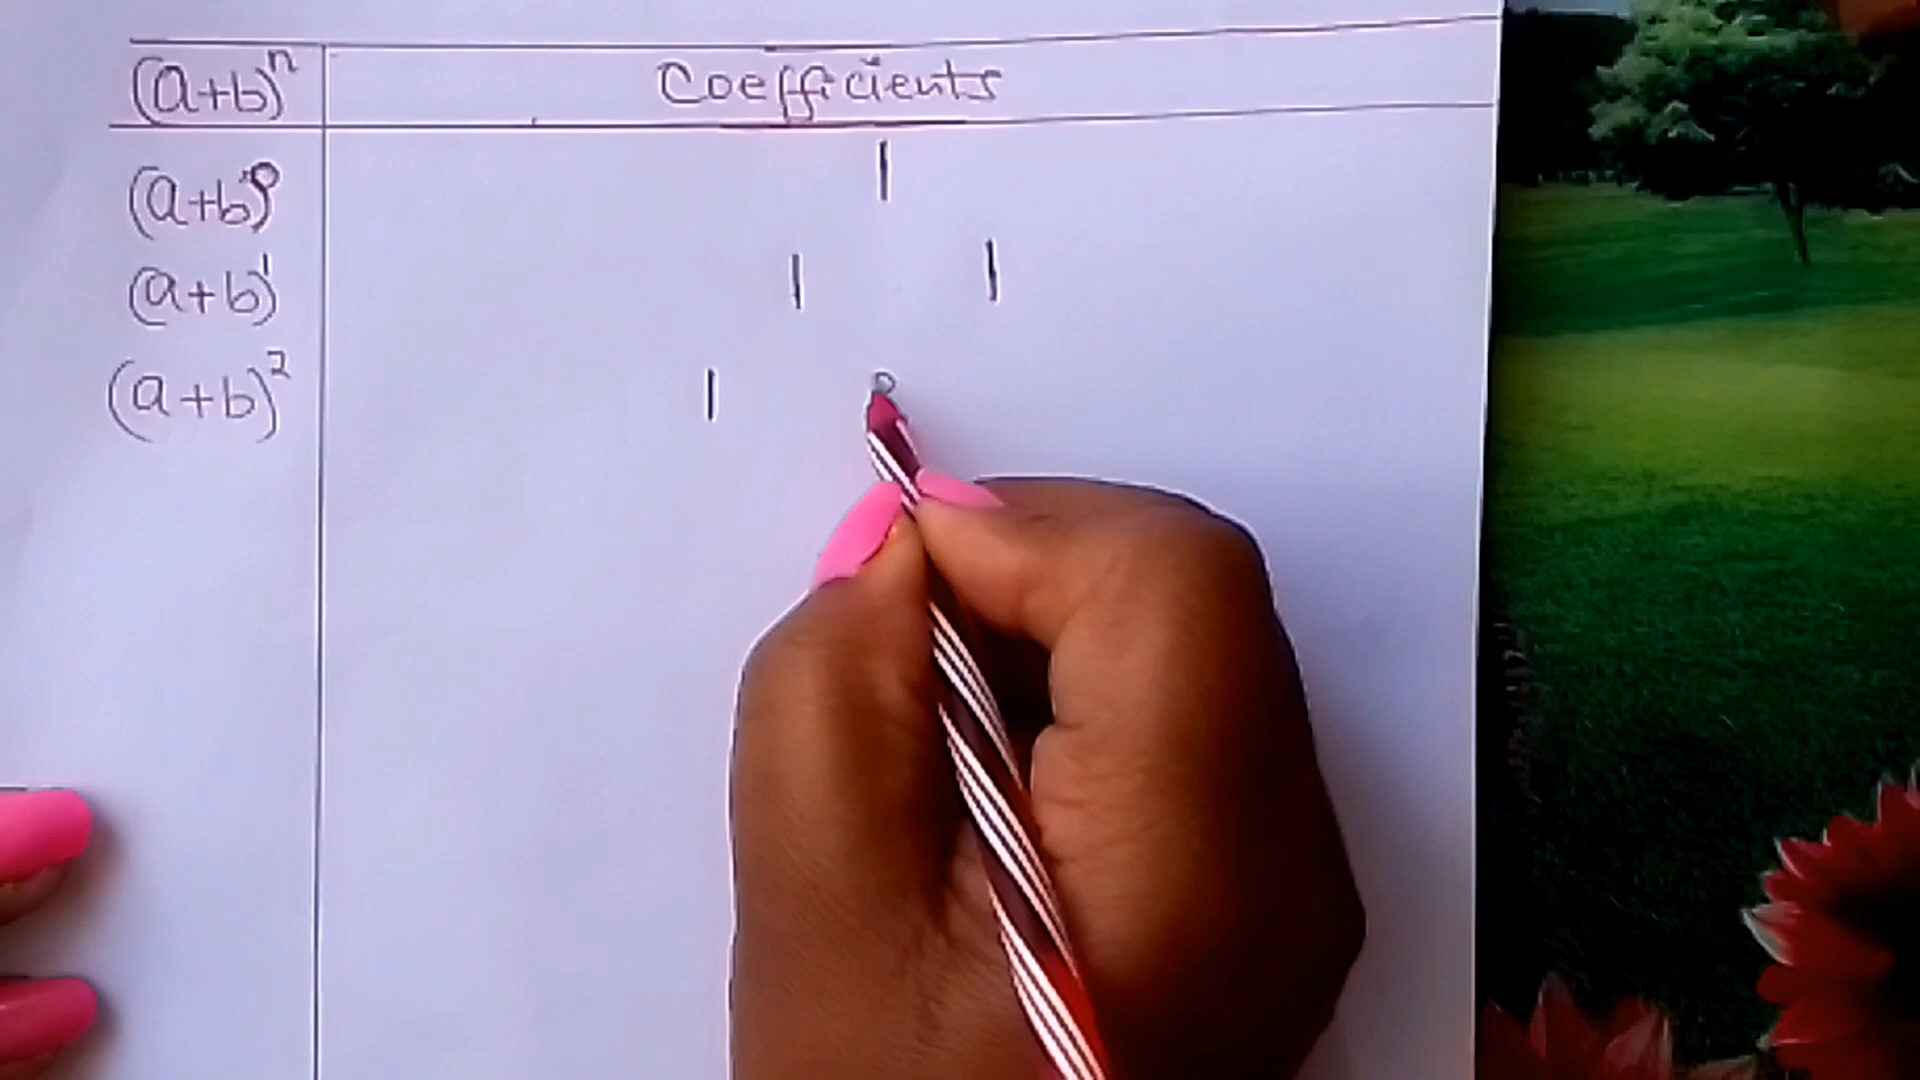 (a+b)ⁿ Coefficients
(a+b)⁰ 1
(a+b)¹ 1 1
(a+b)² 1